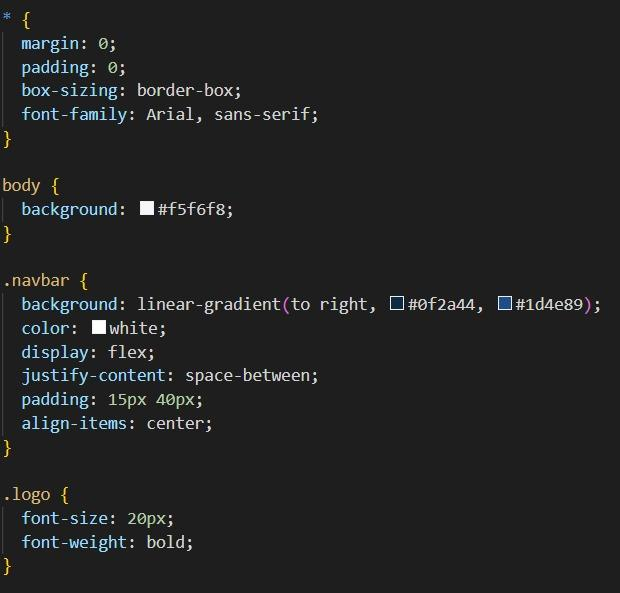 * {
  margin: 0;
  padding: 0;
  box-sizing: border-box;
  font-family: Arial, sans-serif;
}

body {
  background: #f5f6f8;
}

.navbar {
  background: linear-gradient(to right, #0f2a44, #1d4e89);
  color: white;
  display: flex;
  justify-content: space-between;
  padding: 15px 40px;
  align-items: center;
}

.logo {
  font-size: 20px;
  font-weight: bold;
}